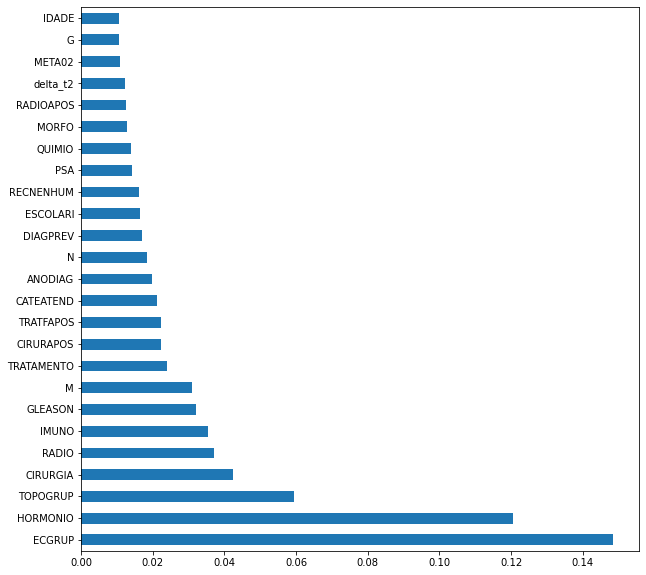 IDADE
G
META02
delta_t2
RADIOAPOS
MORFO
QUIMIO
PSA
RECNENHUM
ESCOLARI
DIAGPREV
N
ANODIAG
CATEATEND
TRATFAPOS
CIRURAPOS
TRATAMENTO
M
GLEASON
IMUNO
RADIO
CIRURGIA
TOPOGRUP
HORMONIO
ECGRUP
0.00 0.02 0.04 0.06 0.08 0.10 0.12 0.14